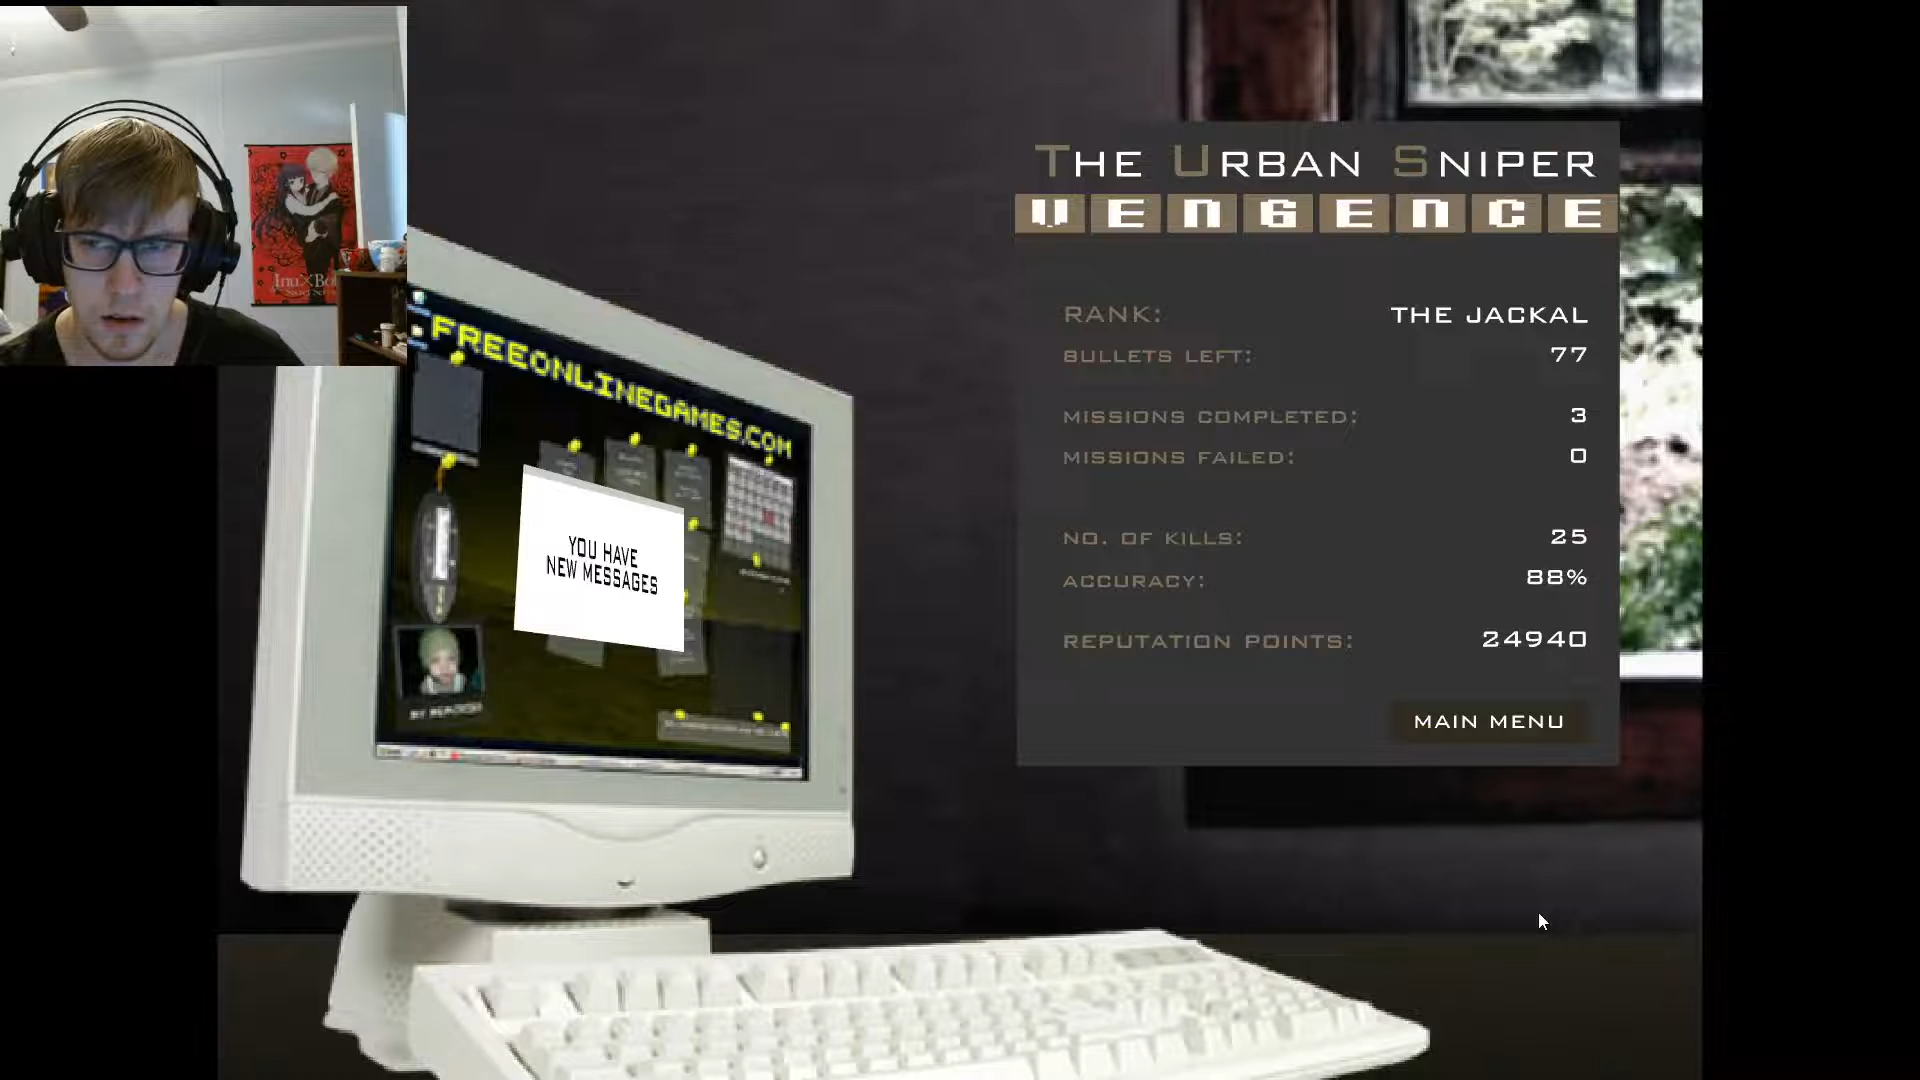 FREEONLINEGAMES.COM
YOU HAVE
NEW MESSAGES
THE URBAN SNIPER
VENGENCE
RANK: THE JACKAL
BULLETS LEFT: 77
MISSIONS COMPLETED: 3
MISSIONS FAILED: 0
NO. OF KILLS: 25
ACCURACY: 88%
REPUTATION POINTS: 24940
MAIN MENU